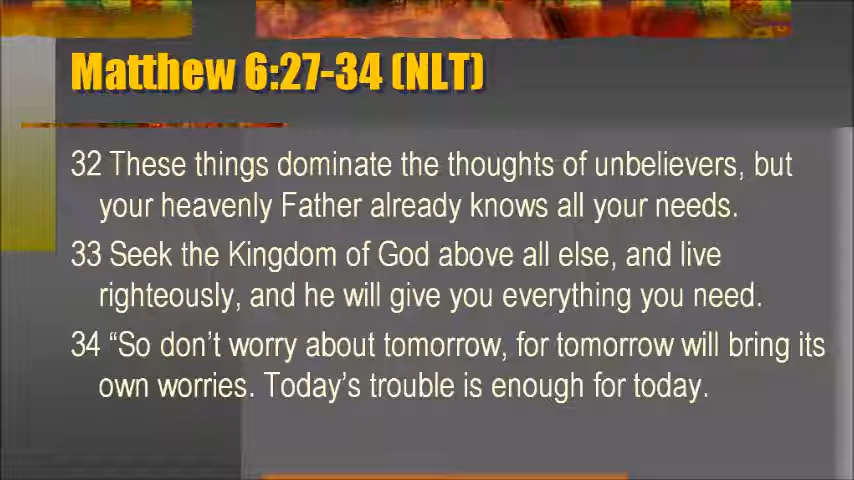 Matthew 6:27-34 (NLT)
32 These things dominate the thoughts of unbelievers, but
your heavenly Father already knows all your needs.
33 Seek the Kingdom of God above all else, and live
righteously, and he will give you everything you need.
34 “So don’t worry about tomorrow, for tomorrow will bring its
own worries. Today’s trouble is enough for today.